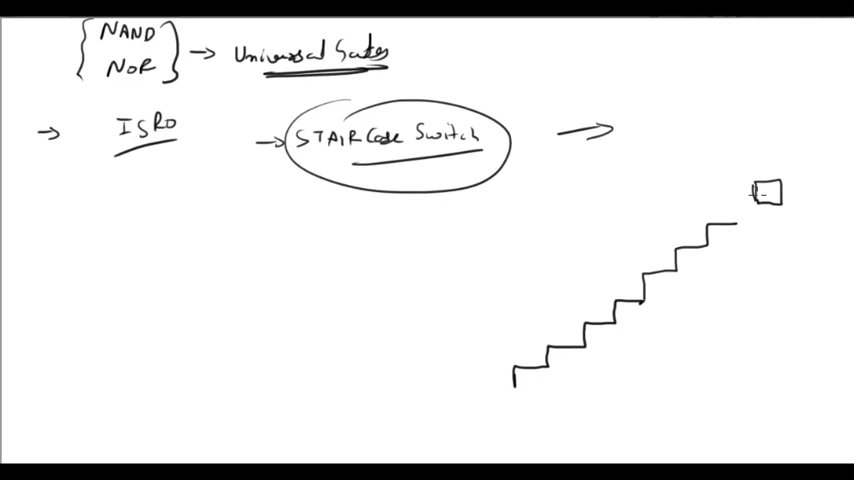 NAND
NOR → Universal Gates
→ ISRO → STAIRCase Switch →